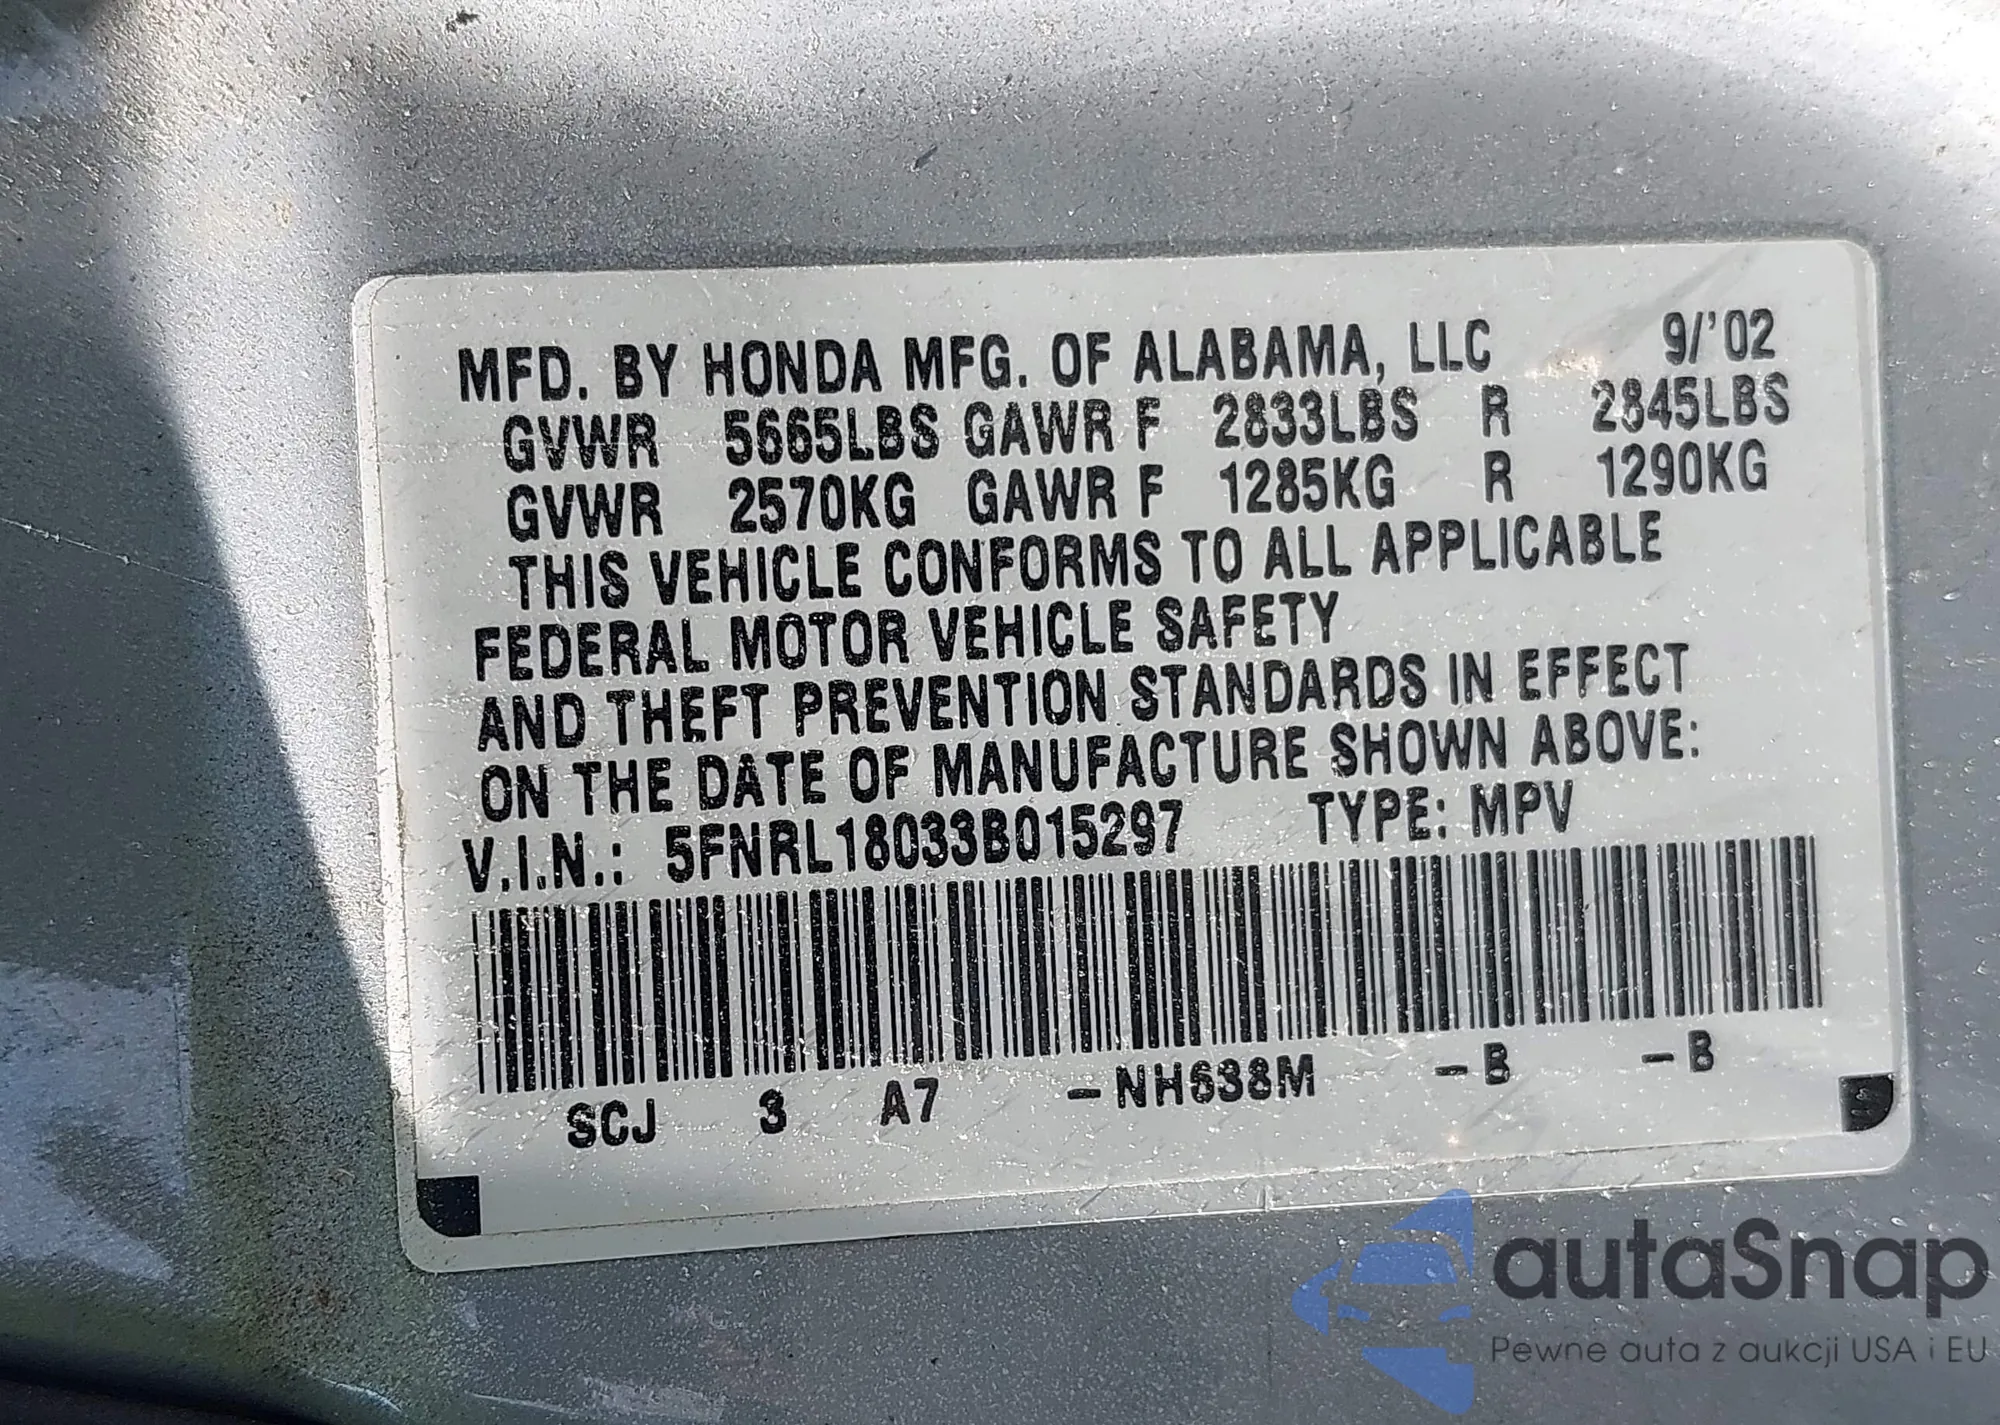 MFD. BY HONDA MFG. OF ALABAMA, LLC 9/'02
GVWR 5665LBS GAWR F 2833LBS R 2845LBS
GVWR 2570KG GAWR F 1285KG R 1290KG
THIS VEHICLE CONFORMS TO ALL APPLICABLE
FEDERAL MOTOR VEHICLE SAFETY
AND THEFT PREVENTION STANDARDS IN EFFECT
ON THE DATE OF MANUFACTURE SHOWN ABOVE:
V.I.N.: 5FNRL18033B015297 TYPE: MPV
SCJ 3 A7 -NH638M -B -B
autaSnap
Pewne auta z aukcji USA i EU